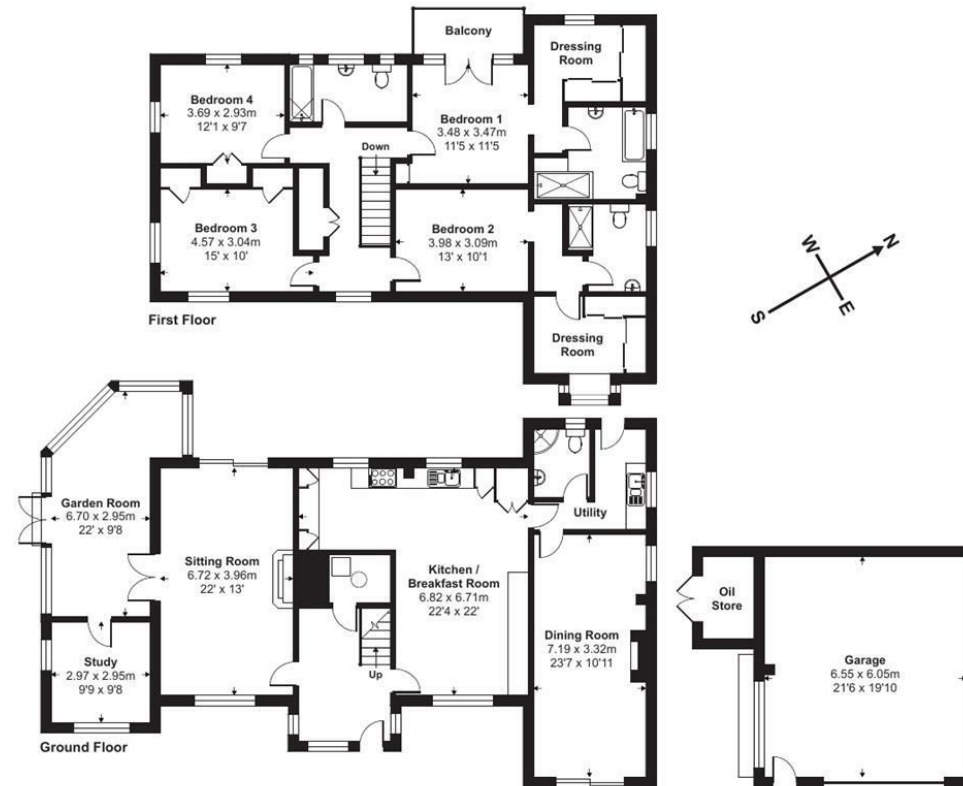 Balcony
Dressing
Room
Bedroom 4
3.69 x 2.93m
12'1 x 9'7
Bedroom 1
3.48 x 3.47m
11'5 x 11'5
Down
Bedroom 3
4.57 x 3.04m
15' x 10'
Bedroom 2
3.98 x 3.09m
13' x 10'1
Dressing
Room
First Floor
W
N
S
E
Garden Room
6.70 x 2.95m
22' x 9'8
Sitting Room
6.72 x 3.96m
22' x 13'
Kitchen /
Breakfast Room
6.82 x 6.71m
22'4 x 22'
Utility
Dining Room
7.19 x 3.32m
23'7 x 10'11
Study
2.97 x 2.95m
9'9 x 9'8
Up
Ground Floor
Oil
Store
Garage
6.55 x 6.05m
21'6 x 19'10